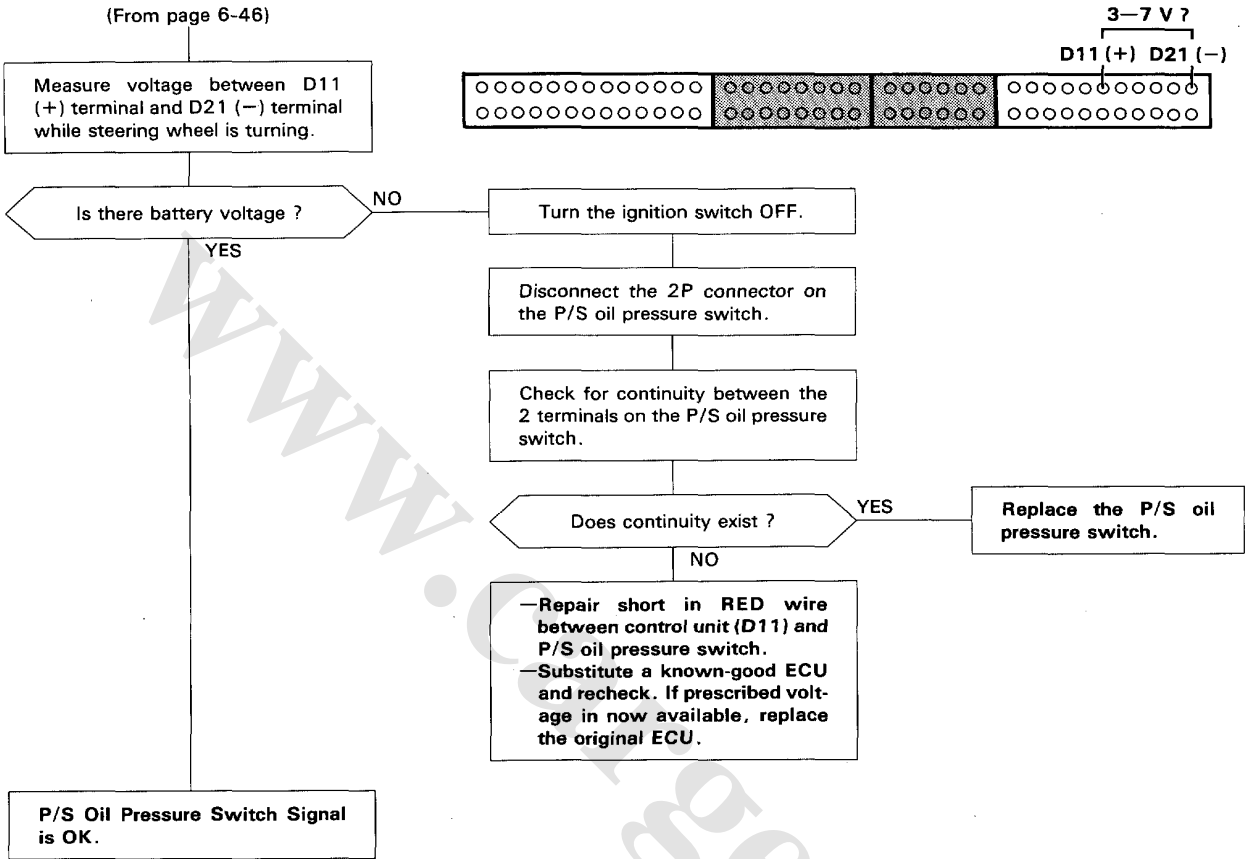 (From page 6-46)
3—7 V ?
D11 (+) D21 (—)
Measure voltage between D11
(+) terminal and D21 (—) terminal
while steering wheel is turning.
Is there battery voltage ?
NO
YES
Turn the ignition switch OFF.
Disconnect the 2P connector on
the P/S oil pressure switch.
Check for continuity between the
2 terminals on the P/S oil pressure
switch.
Does continuity exist ?
YES
NO
Replace the P/S oil
pressure switch.
—Repair short in RED wire
between control unit (D11) and
P/S oil pressure switch.
—Substitute a known-good ECU
and recheck. If prescribed volt-
age in now available, replace
the original ECU.
P/S Oil Pressure Switch Signal
is OK.
www.carg